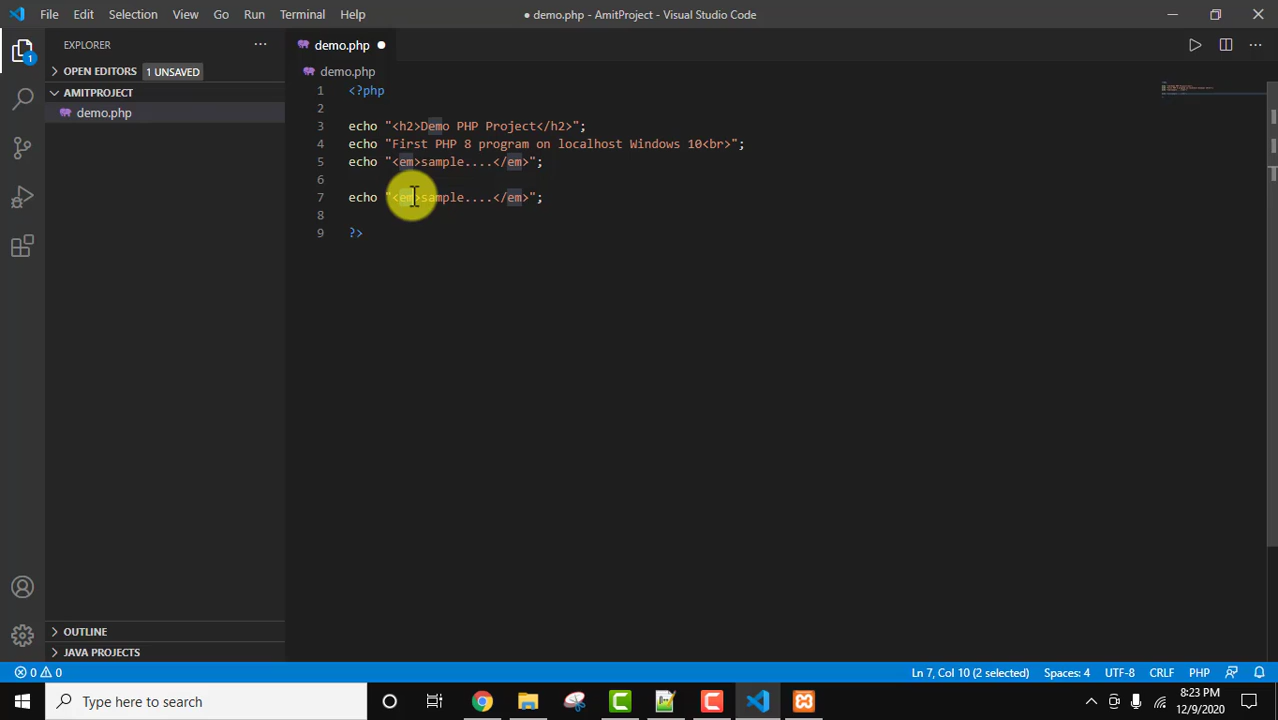 File Edit Selection View Go Run Terminal Help
● demo.php - AmitProject - Visual Studio Code
EXPLORER
demo.php
1
OPEN EDITORS 1 UNSAVED
demo.php
AMITPROJECT
demo.php
1 <?php
2
3 echo "<h2>Demo PHP Project</h2>";
4 echo "First PHP 8 program on localhost Windows 10<br>";
5 echo "<em>sample....</em>";
6
7 echo "<em>sample....</em>";
8
9 ?>
OUTLINE
JAVA PROJECTS
0 0
Ln 7, Col 10 (2 selected) Spaces: 4 UTF-8 CRLF PHP
Type here to search
8:23 PM
12/9/2020